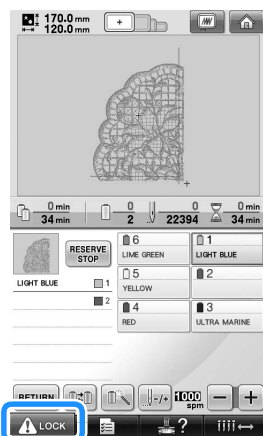 170.0 mm
120.0 mm
0 min
34 min
0
2
0
22394
0 min
34 min
RESERVE
STOP
LIGHT BLUE 1
2
6
LIME GREEN
1
LIGHT BLUE
5
YELLOW
2
4
RED
3
ULTRA MARINE
RETURN
-/+
1000
spm
- +
LOCK
?